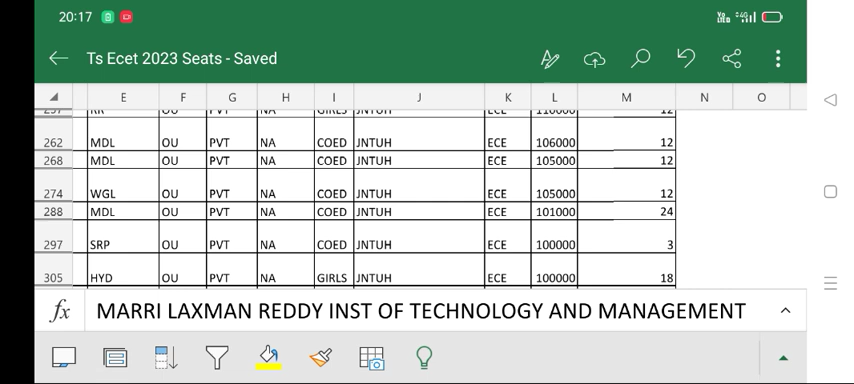 20:17
Vo LTE 4G
Ts Ecet 2023 Seats - Saved
E F G H I J K L M N O
262 MDL OU PVT NA COED JNTUH ECE 106000 12
268 MDL OU PVT NA COED JNTUH ECE 105000 12
274 WGL OU PVT NA COED JNTUH ECE 105000 12
288 MDL OU PVT NA COED JNTUH ECE 101000 24
297 SRP OU PVT NA COED JNTUH ECE 100000 3
305 HYD OU PVT NA GIRLS JNTUH ECE 100000 18
fx MARRI LAXMAN REDDY INST OF TECHNOLOGY AND MANAGEMENT